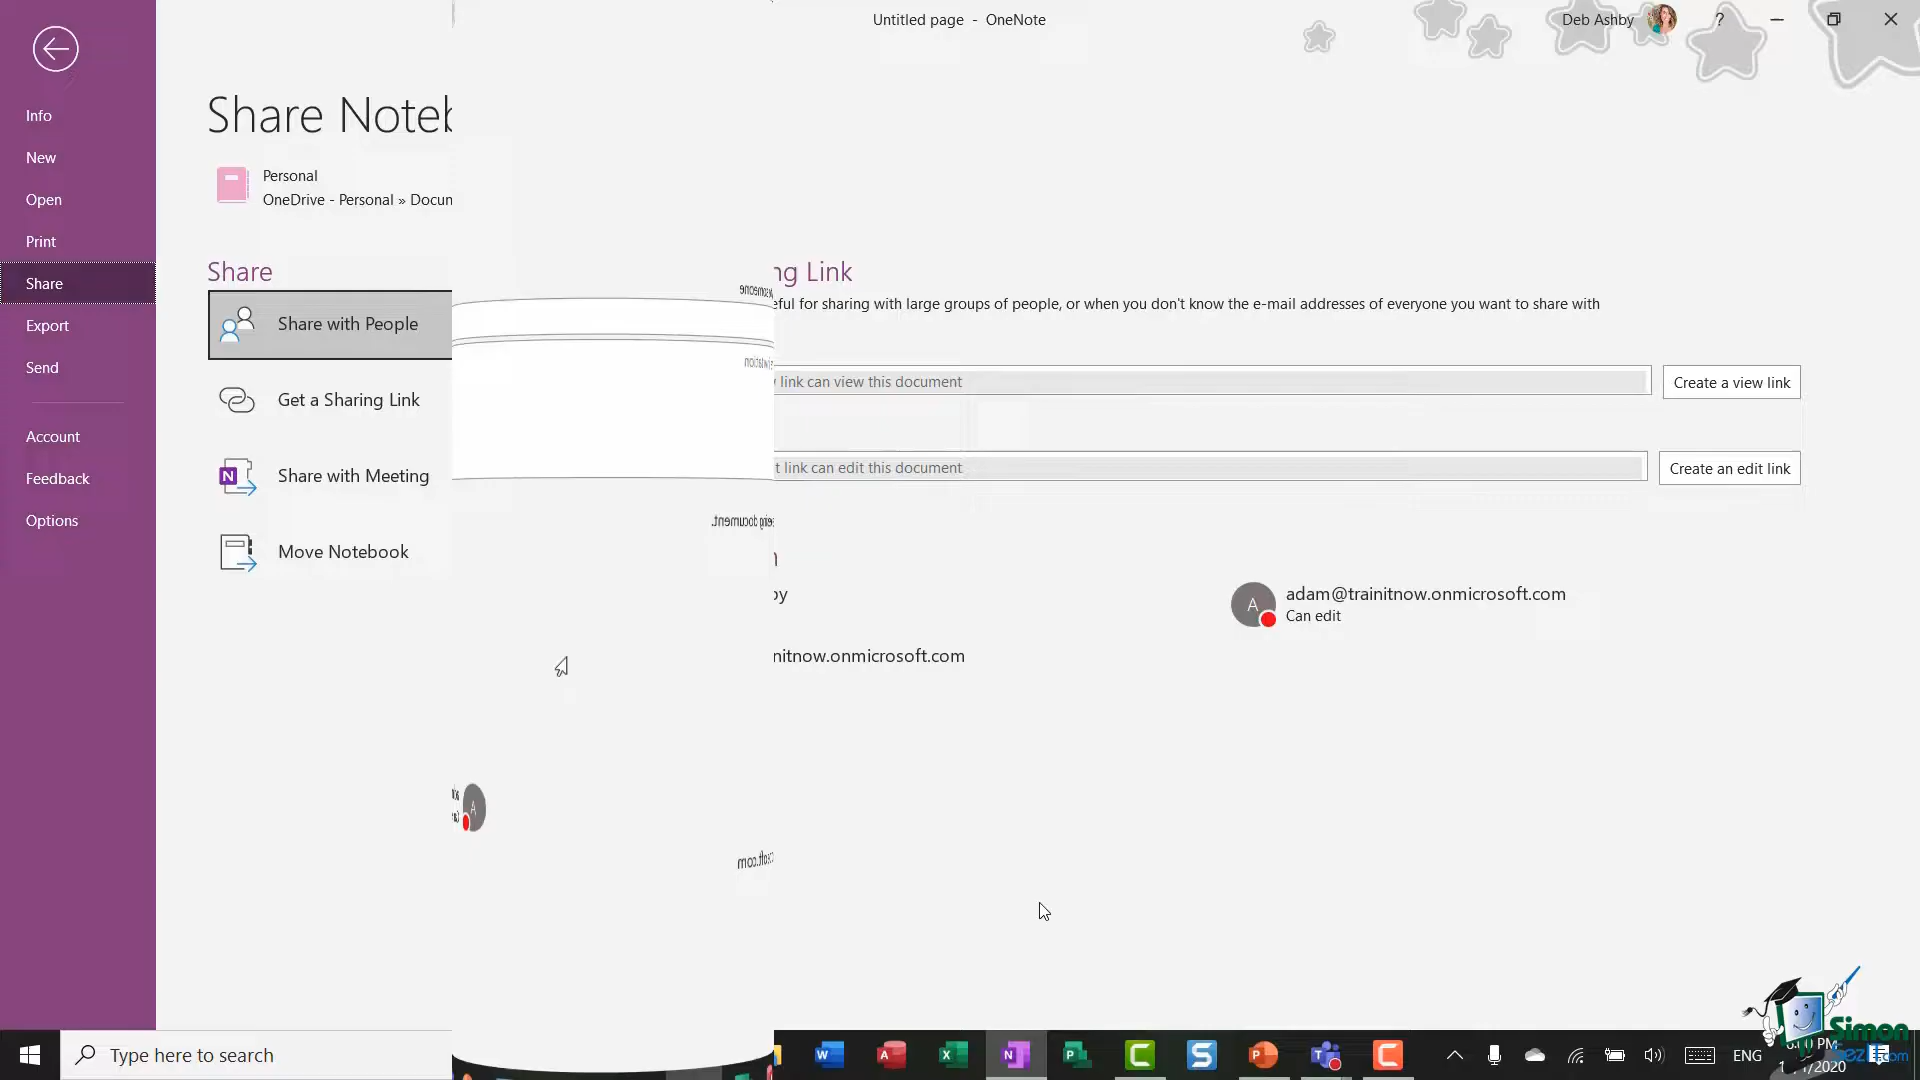 Untitled page - OneNote
Deb Ashby
?
Info
New
Open
Print
Share
Export
Send
Account
Feedback
Options
Share Noteb
Personal
OneDrive - Personal » Docum
Share
Share with People
Get a Sharing Link
Share with Meeting
Move Notebook
ng Link
eful for sharing with large groups of people, or when you don't know the e-mail addresses of everyone you want to share with
link can view this document
Create a view link
t link can edit this document
Create an edit link
by
A
adam@trainitnow.onmicrosoft.com
Can edit
nitnow.onmicrosoft.com
A
Type here to search
ENG